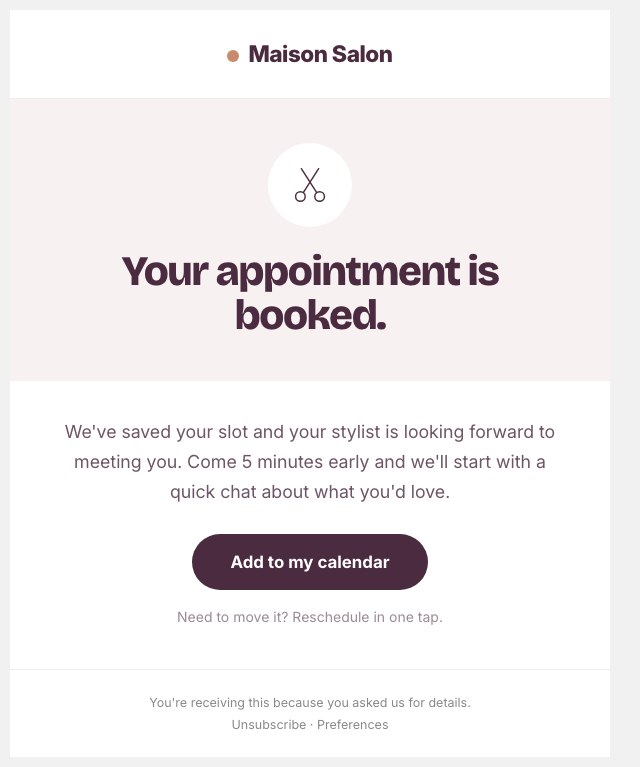 Maison Salon
Your appointment is
booked.
We've saved your slot and your stylist is looking forward to
meeting you. Come 5 minutes early and we'll start with a
quick chat about what you'd love.
Add to my calendar
Need to move it? Reschedule in one tap.
You're receiving this because you asked us for details.
Unsubscribe · Preferences